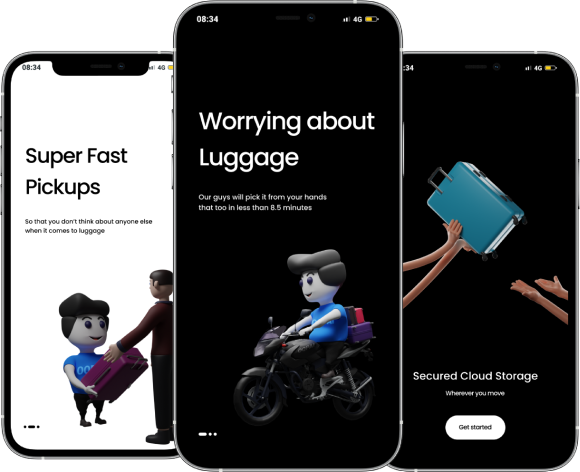 08:34
4G
Super Fast
Pickups
So that you don't think about anyone else
when it comes to luggage
08:34
4G
Worrying about
Luggage
Our guys will pick it from your hands
that too in less than 8.5 minutes
:34
4G
Secured Cloud Storage
Wherever you move
Get started